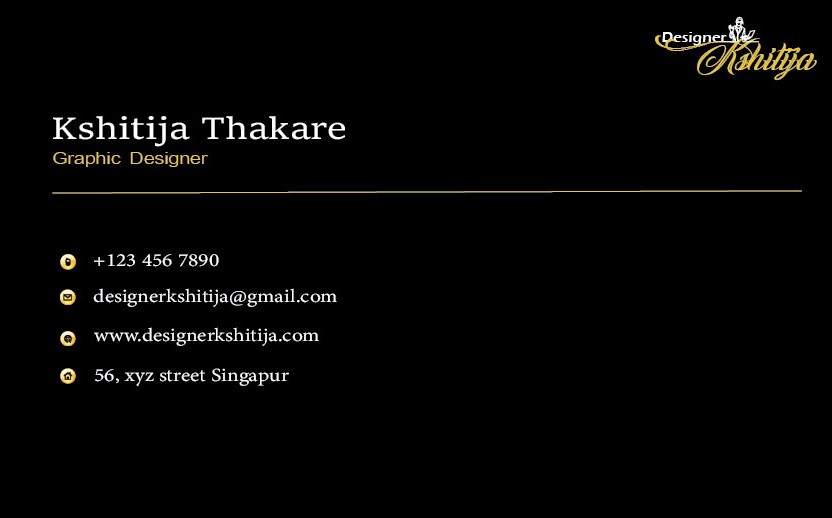 Designer
Kshitija
Kshitija Thakare
Graphic Designer
+123 456 7890
designerkshitija@gmail.com
www.designerkshitija.com
56, xyz street Singapur